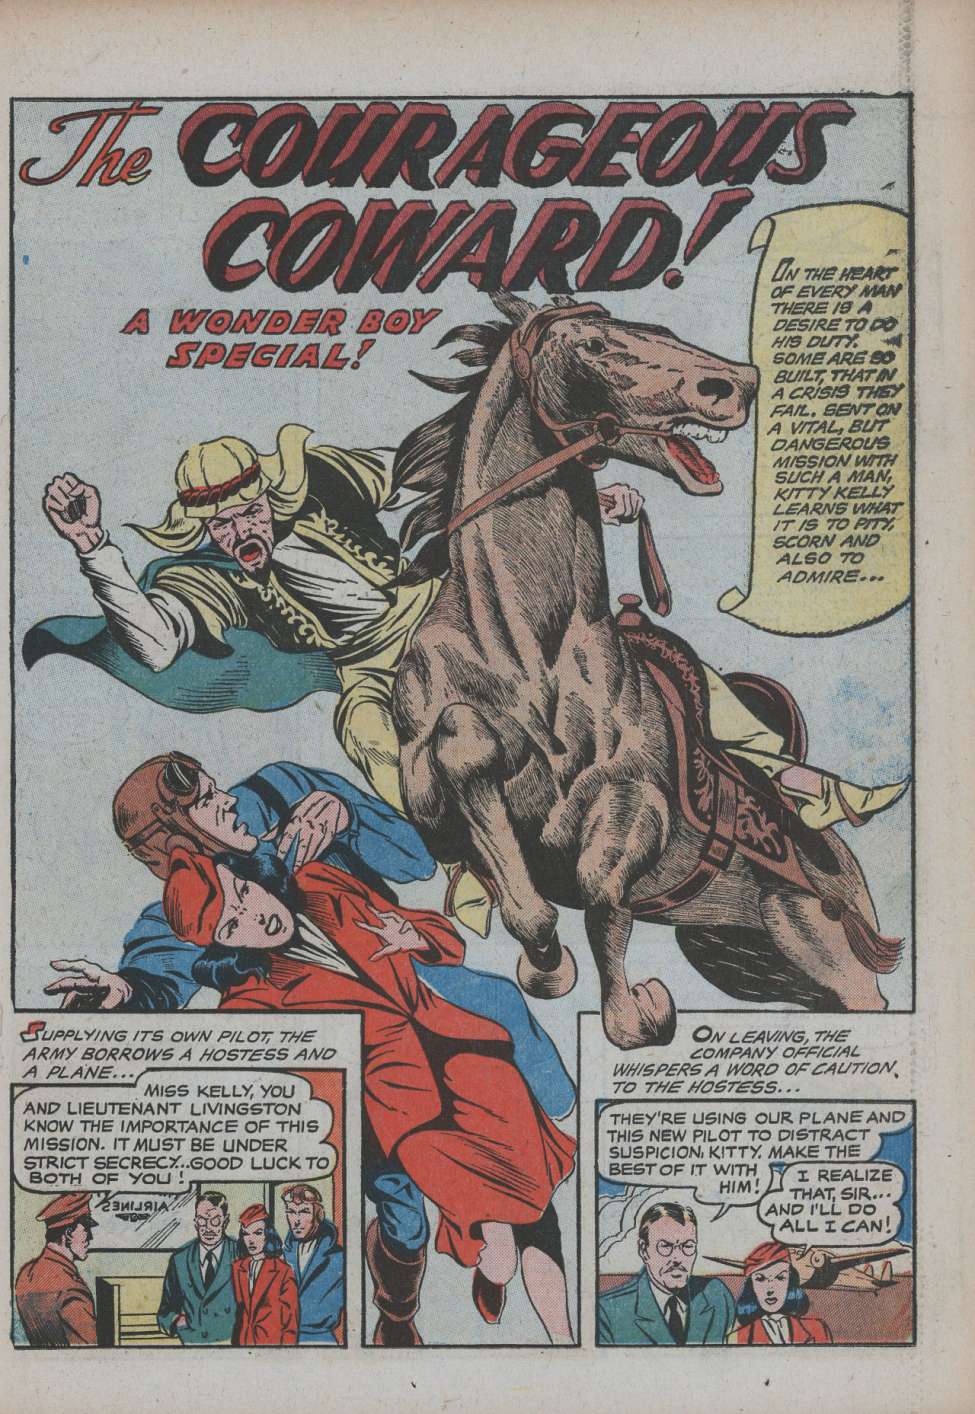 The COURAGEOUS
COWARD!
A WONDER BOY
SPECIAL!
ON THE HEART
OF EVERY MAN
THERE IS A
DESIRE TO DO
HIS DUTY.
SOME ARE SO
BUILT, THAT IN
A CRISIS THEY
FAIL. SENT ON
A VITAL, BUT
DANGEROUS
MISSION WITH
SUCH A MAN,
KITTY KELLY
LEARNS WHAT
IT IS TO PITY,
SCORN AND
ALSO TO
ADMIRE...
SUPPLYING ITS OWN PILOT, THE
ARMY BORROWS A HOSTESS AND
A PLANE...
MISS KELLY, YOU
AND LIEUTENANT LIVINGSTON
KNOW THE IMPORTANCE OF THIS
MISSION. IT MUST BE UNDER
STRICT SECRECY...GOOD LUCK TO
BOTH OF YOU!
AIRLINES
ON LEAVING, THE
COMPANY OFFICIAL
WHISPERS A WORD OF CAUTION
TO THE HOSTESS...
THEY'RE USING OUR PLANE AND
THIS NEW PILOT TO DISTRACT
SUSPICION, KITTY. MAKE THE
BEST OF IT WITH
HIM!
I REALIZE
THAT, SIR...
AND I'LL DO
ALL I CAN!